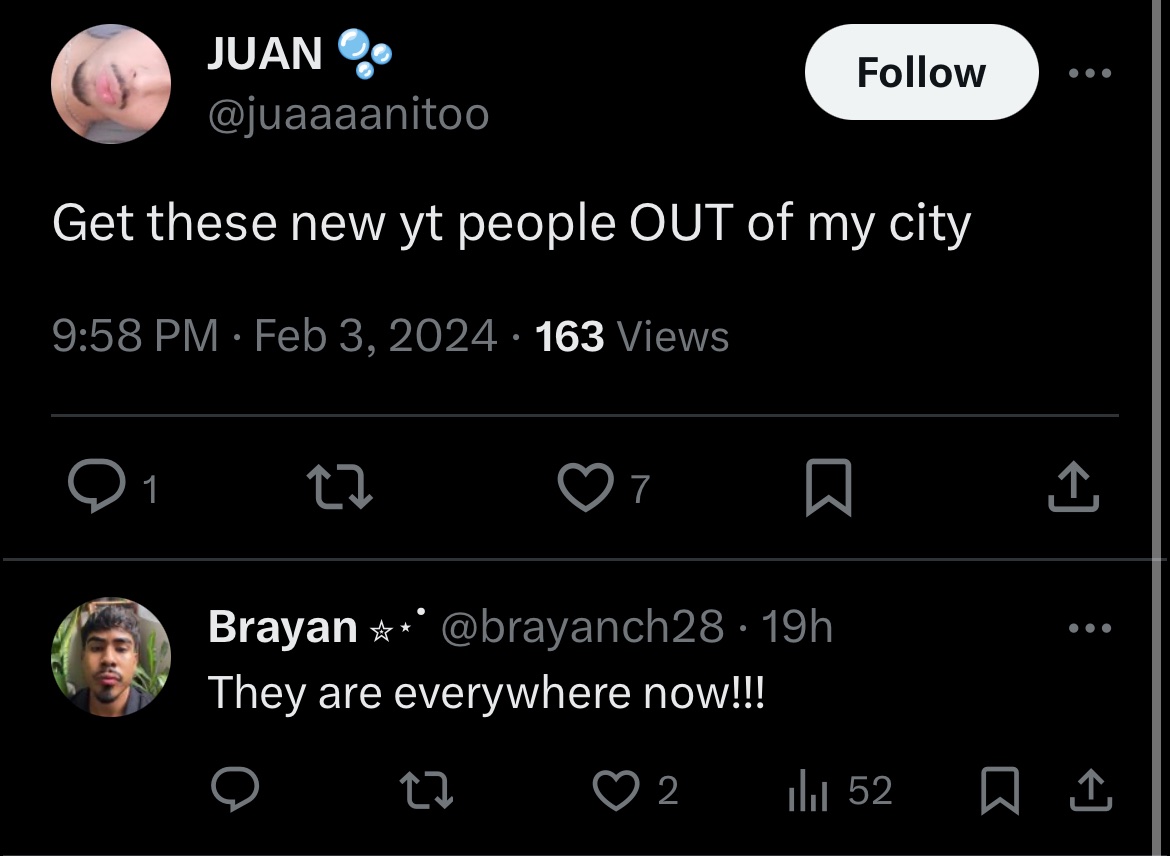 JUAN 🫧
@juaaaanitoo
Follow
Get these new yt people OUT of my city
9:58 PM · Feb 3, 2024 · 163 Views
1
7
Brayan ⭒⋆˙ @brayanch28 · 19h
They are everywhere now!!!
2
52